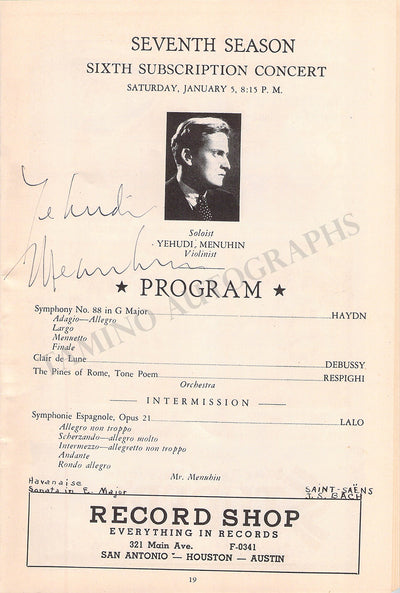 SEVENTH SEASON
SIXTH SUBSCRIPTION CONCERT
SATURDAY, JANUARY 5, 8:15 P. M.
Soloist
YEHUDI, MENUHIN
Violinist
Yehudi
Menuhin
TAMINO AUTOGRAPHS
★ PROGRAM ★
Symphony No. 88 in G Major HAYDN
Adagio—Allegro
Largo
Mennetto
Finale
Clair de Lune DEBUSSY
The Pines of Rome, Tone Poem RESPIGHI
Orchestra
INTERMISSION
Symphonie Espagnole, Opus 21 LALO
Allegro non troppo
Scherzando—allegro molto
Intermezzo—allegretto non troppo
Andante
Rondo allegro
Mr. Menuhin
Havanaise SAINT-SAËNS
Sonata in E Major J. S. BACH
RECORD SHOP
EVERYTHING IN RECORDS
321 Main Ave. F-0341
SAN ANTONIO — HOUSTON — AUSTIN
19